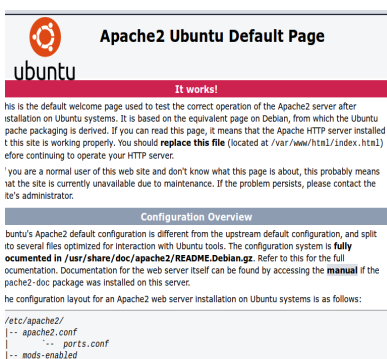 ubuntu
Apache2 Ubuntu Default Page
It works!
his is the default welcome page used to test the correct operation of the Apache2 server after
nstallation on Ubuntu systems. It is based on the equivalent page on Debian, from which the Ubuntu
pache packaging is derived. If you can read this page, it means that the Apache HTTP server installed
t this site is working properly. You should replace this file (located at /var/www/html/index.html)
efore continuing to operate your HTTP server.
you are a normal user of this web site and don't know what this page is about, this probably means
hat the site is currently unavailable due to maintenance. If the problem persists, please contact the
ite's administrator.
Configuration Overview
buntu's Apache2 default configuration is different from the upstream default configuration, and split
nto several files optimized for interaction with Ubuntu tools. The configuration system is fully
ocumented in /usr/share/doc/apache2/README.Debian.gz. Refer to this for the full
ocumentation. Documentation for the web server itself can be found by accessing the manual if the
pache2-doc package was installed on this server.
he configuration layout for an Apache2 web server installation on Ubuntu systems is as follows:
/etc/apache2/
|-- apache2.conf
|       `--  ports.conf
|-- mods-enabled